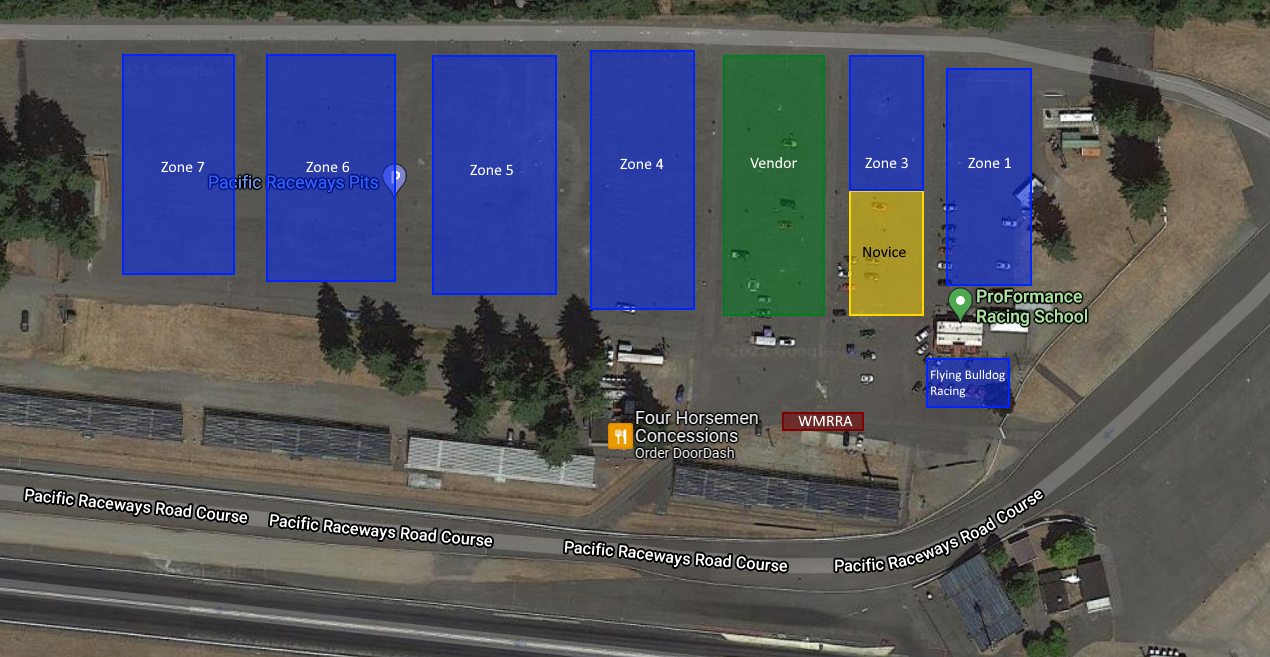 Zone 7
Zone 6
Zone 5
Zone 4
Vendor
Zone 3
Zone 1
Pacific Raceways Pits
P
Novice
ProFormance
Racing School
Flying Bulldog
Racing
WMRRA
Four Horsemen
Concessions
Order DoorDash
Pacific Raceways Road Course
Pacific Raceways Road Course
Pacific Raceways Road Course
Pacific Raceways Road Course